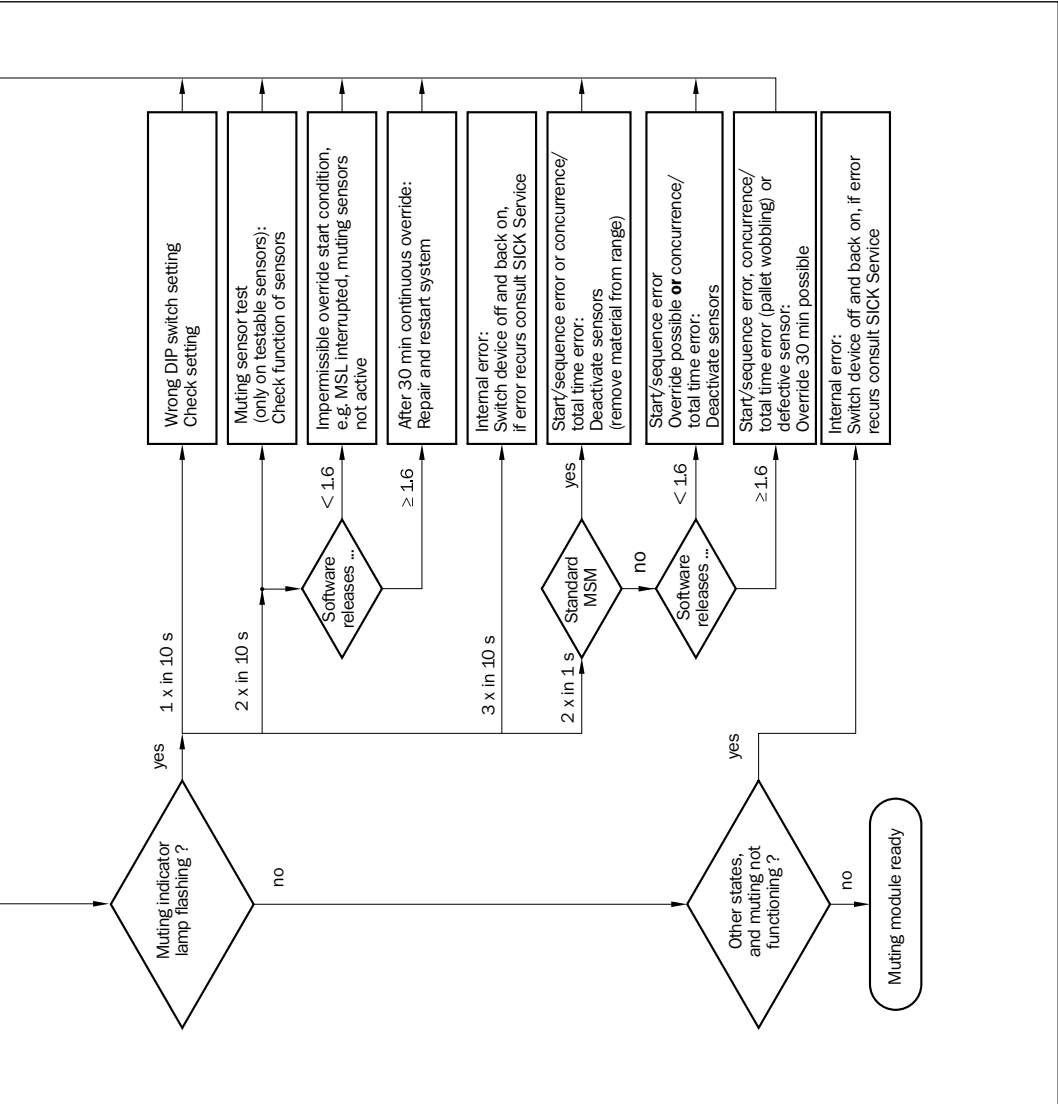 Muting indicator
lamp flashing ?
yes
no
1 x in 10 s
Wrong DIP switch setting
Check setting
2 x in 10 s
Muting sensor test
(only on testable sensors):
Check function of sensors
Software
releases ...
< 1.6
Impermissible override start condition,
e.g. MSL interrupted, muting sensors
not active
≥ 1.6
After 30 min continuous override:
Repair and restart system
3 x in 10 s
Internal error:
Switch device off and back on,
if error recurs consult SICK Service
2 x in 1 s
Standard
MSM
yes
Start/sequence error or concurrence/
total time error:
Deactivate sensors
(remove material from range)
no
Software
releases ...
< 1.6
Start/sequence error
Override possible or concurrence/
total time error:
Deactivate sensors
≥ 1.6
Start/sequence error, concurrence/
total time error (pallet wobbling) or
defective sensor:
Override 30 min possible
Other states,
and muting not
functioning ?
yes
Internal error:
Switch device off and back on, if error
recurs consult SICK Service
no
Muting module ready